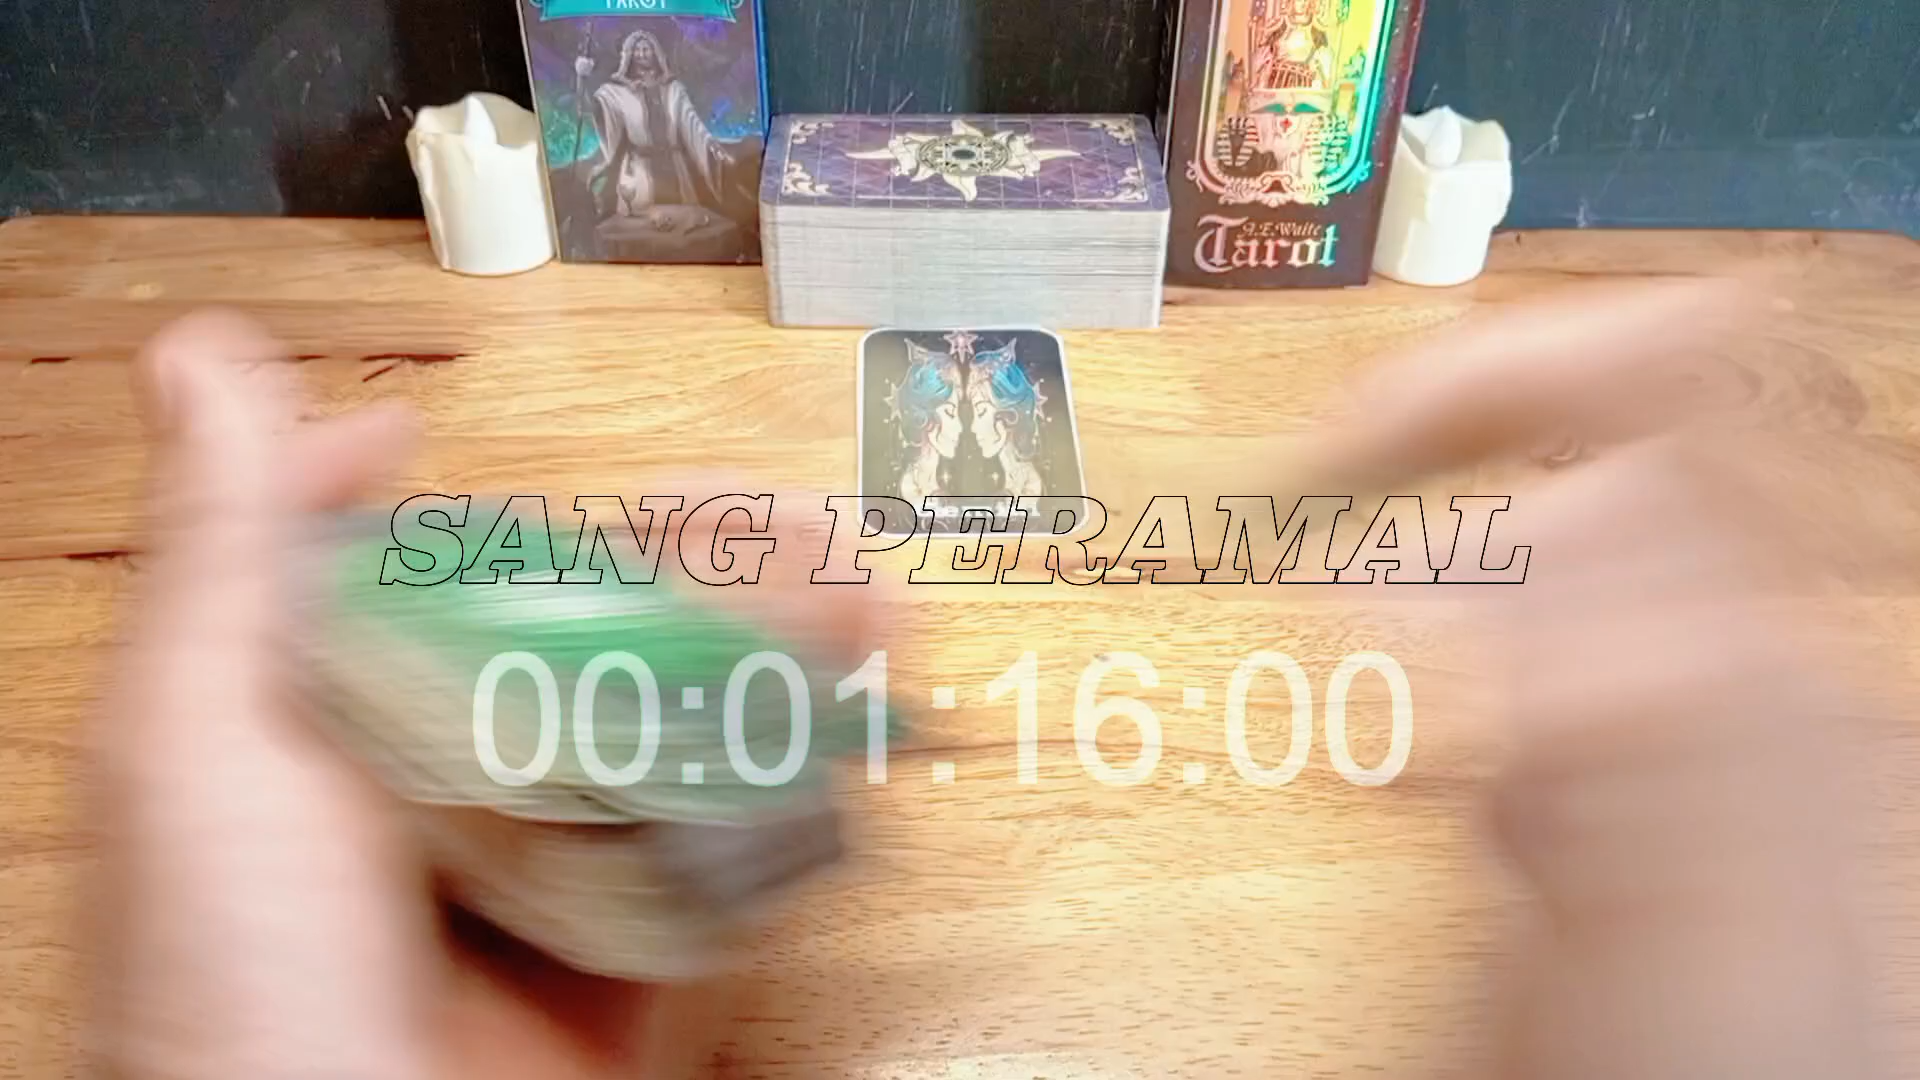 TAROT
A.E. Waite
Tarot
SANG PERAMAL
00:01:16:00